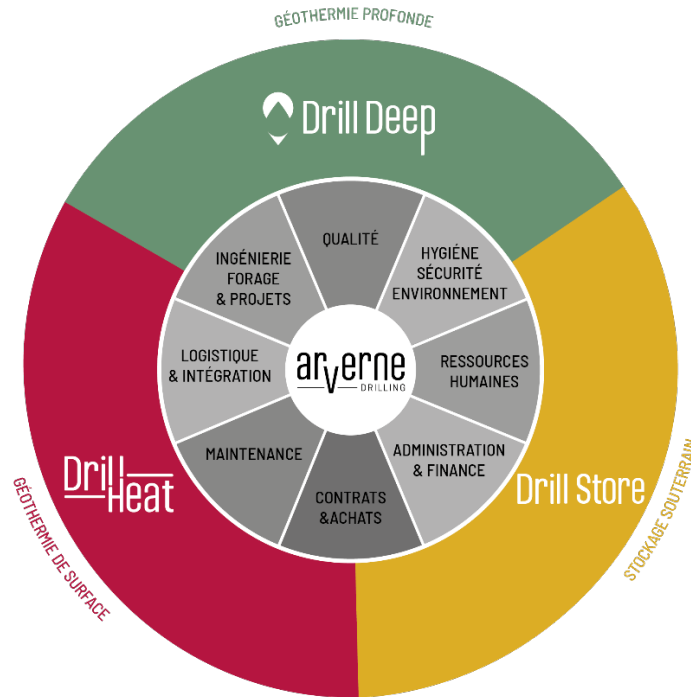 GÉOTHERMIE PROFONDE
Drill Deep
QUALITÉ
HYGIÉNE
SÉCURITÉ
ENVIRONNEMENT
RESSOURCES
HUMAINES
ADMINISTRATION
& FINANCE
CONTRATS
&ACHATS
MAINTENANCE
LOGISTIQUE
& INTÉGRATION
INGÉNIERIE
FORAGE
& PROJETS
arverne
DRILLING
Drill
Heat
GÉOTHERMIE DE SURFACE
Drill Store
STOCKAGE SOUTERRAIN